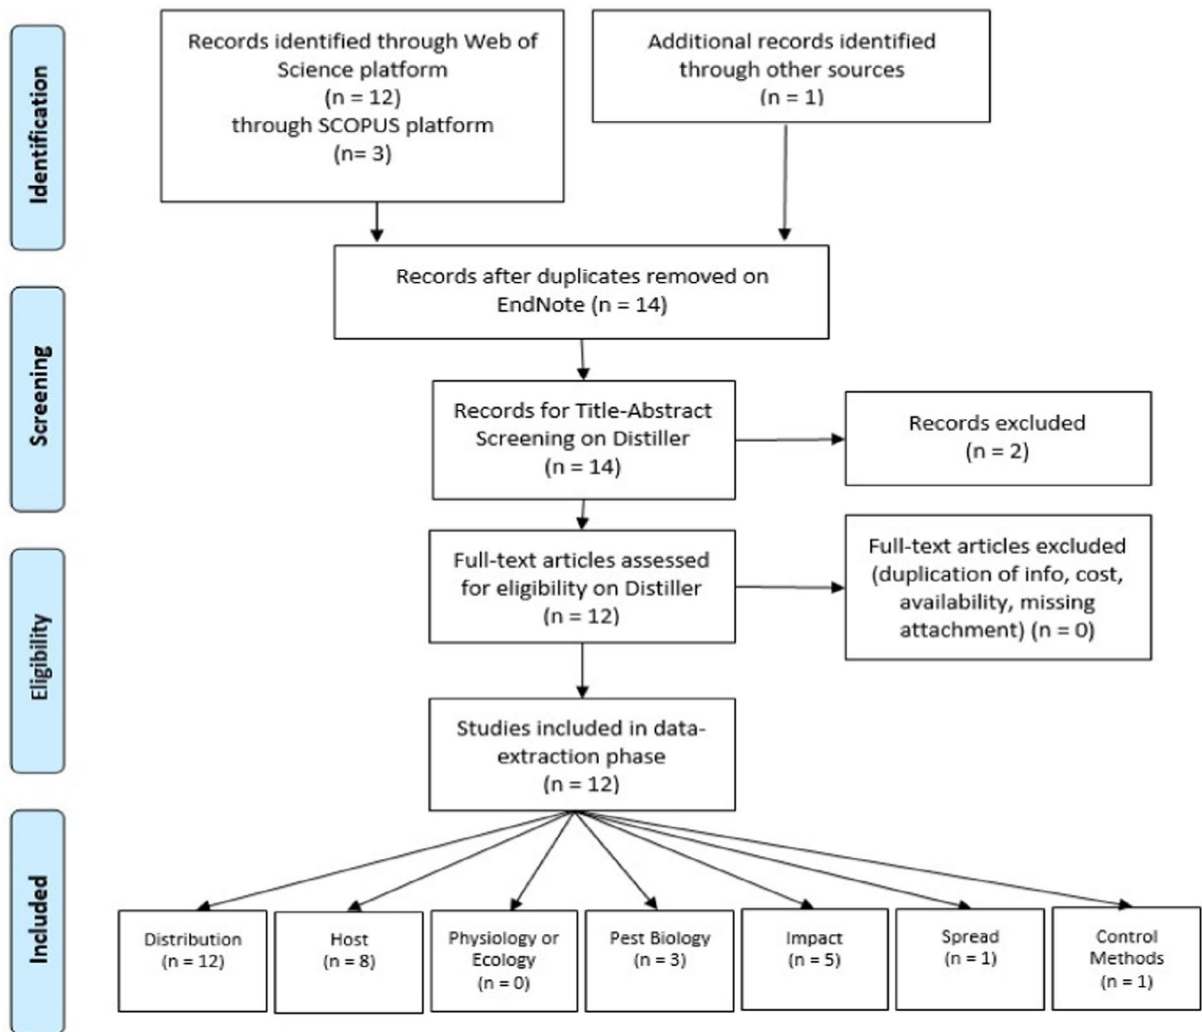 Identification
Records identified through Web of
Science platform
(n = 12)
through SCOPUS platform
(n= 3)
Additional records identified
through other sources
(n = 1)
Records after duplicates removed on
EndNote (n = 14)
Screening
Records for Title-Abstract
Screening on Distiller
(n = 14)
Records excluded
(n = 2)
Eligibility
Full-text articles assessed
for eligibility on Distiller
(n = 12)
Full-text articles excluded
(duplication of info, cost,
availability, missing
attachment) (n = 0)
Studies included in data-
extraction phase
(n = 12)
Included
Distribution
(n = 12)
Host
(n = 8)
Physiology or
Ecology
(n = 0)
Pest Biology
(n = 3)
Impact
(n = 5)
Spread
(n = 1)
Control
Methods
(n = 1)